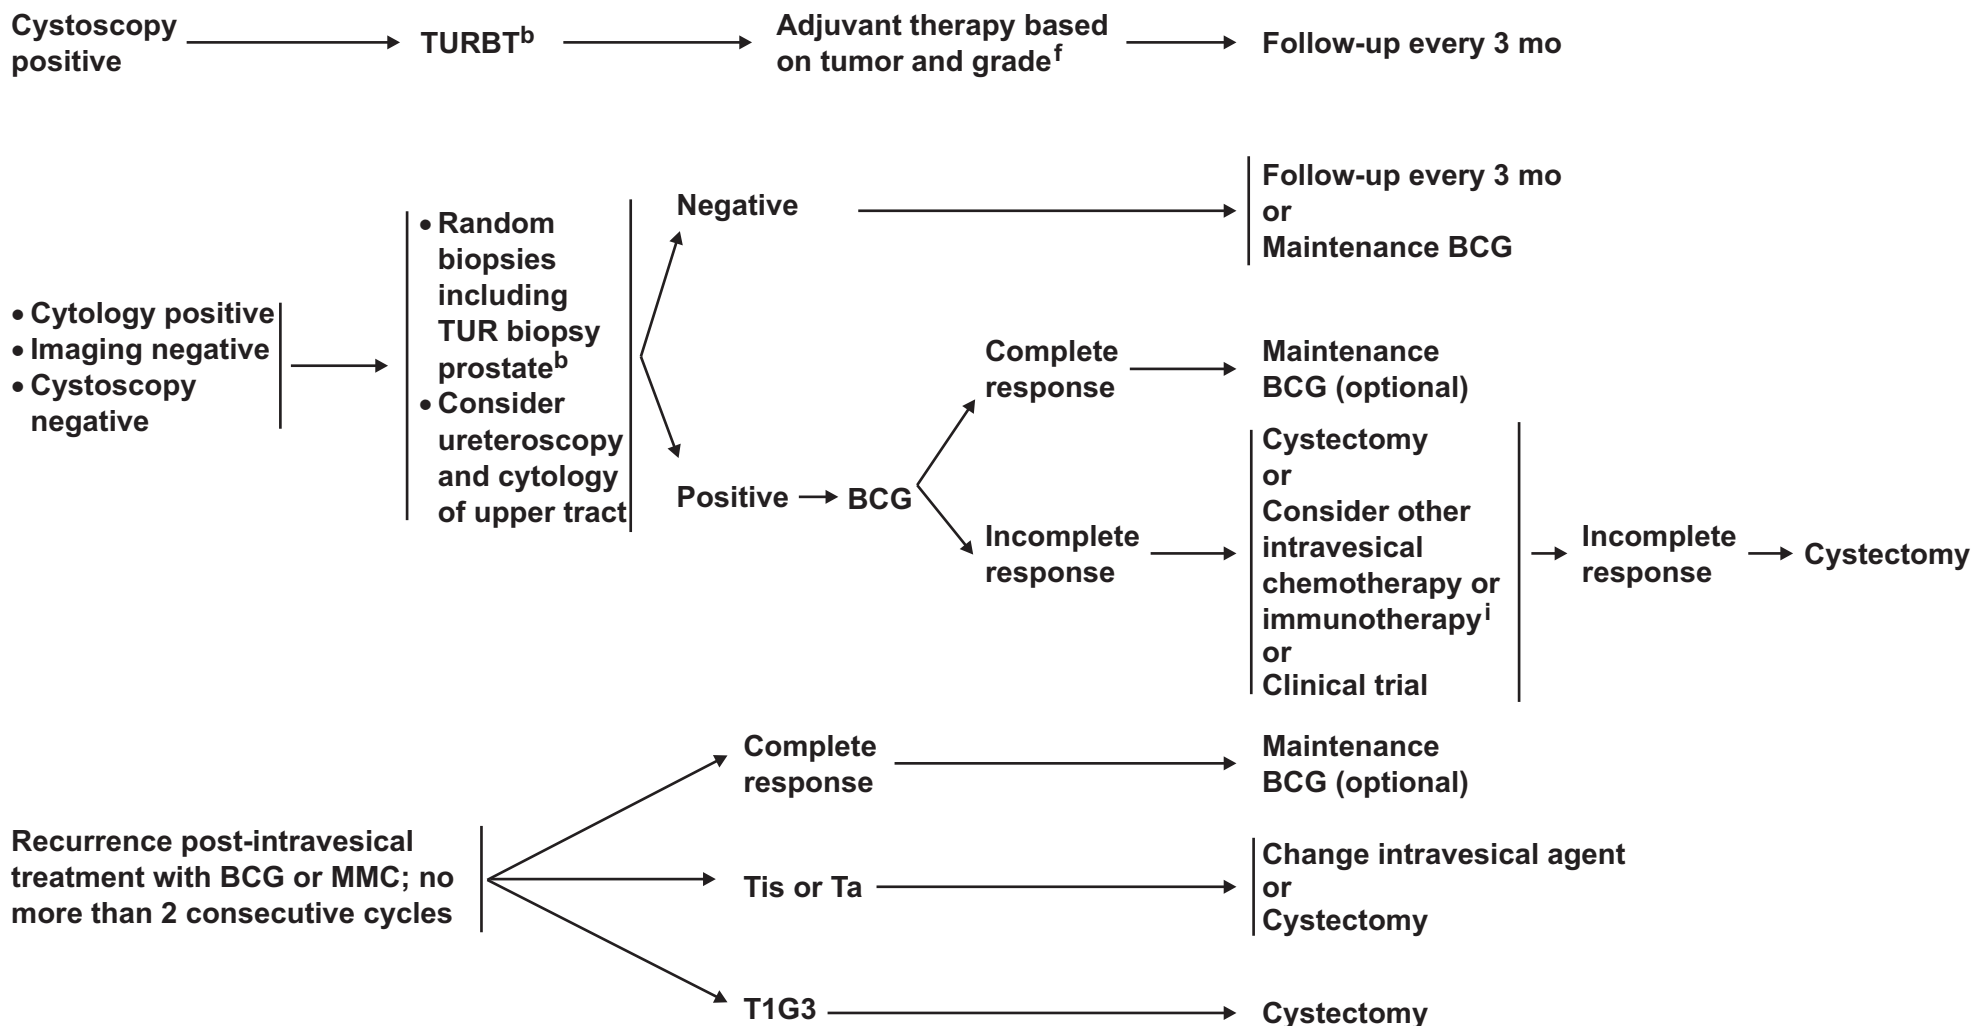 Cystoscopy
positive
TURBTb
Adjuvant therapy based
on tumor and gradef
Follow-up every 3 mo
• Cytology positive
• Imaging negative
• Cystoscopy
negative
• Random
biopsies
including
TUR biopsy
prostateb
• Consider
ureteroscopy
and cytology
of upper tract
Negative
Follow-up every 3 mo
or
Maintenance BCG
Positive
BCG
Complete
response
Maintenance
BCG (optional)
Incomplete
response
Cystectomy
or
Consider other
intravesical
chemotherapy or
immunotherapyi
or
Clinical trial
Incomplete
response
Cystectomy
Recurrence post-intravesical
treatment with BCG or MMC; no
more than 2 consecutive cycles
Complete
response
Maintenance
BCG (optional)
Tis or Ta
Change intravesical agent
or
Cystectomy
T1G3
Cystectomy